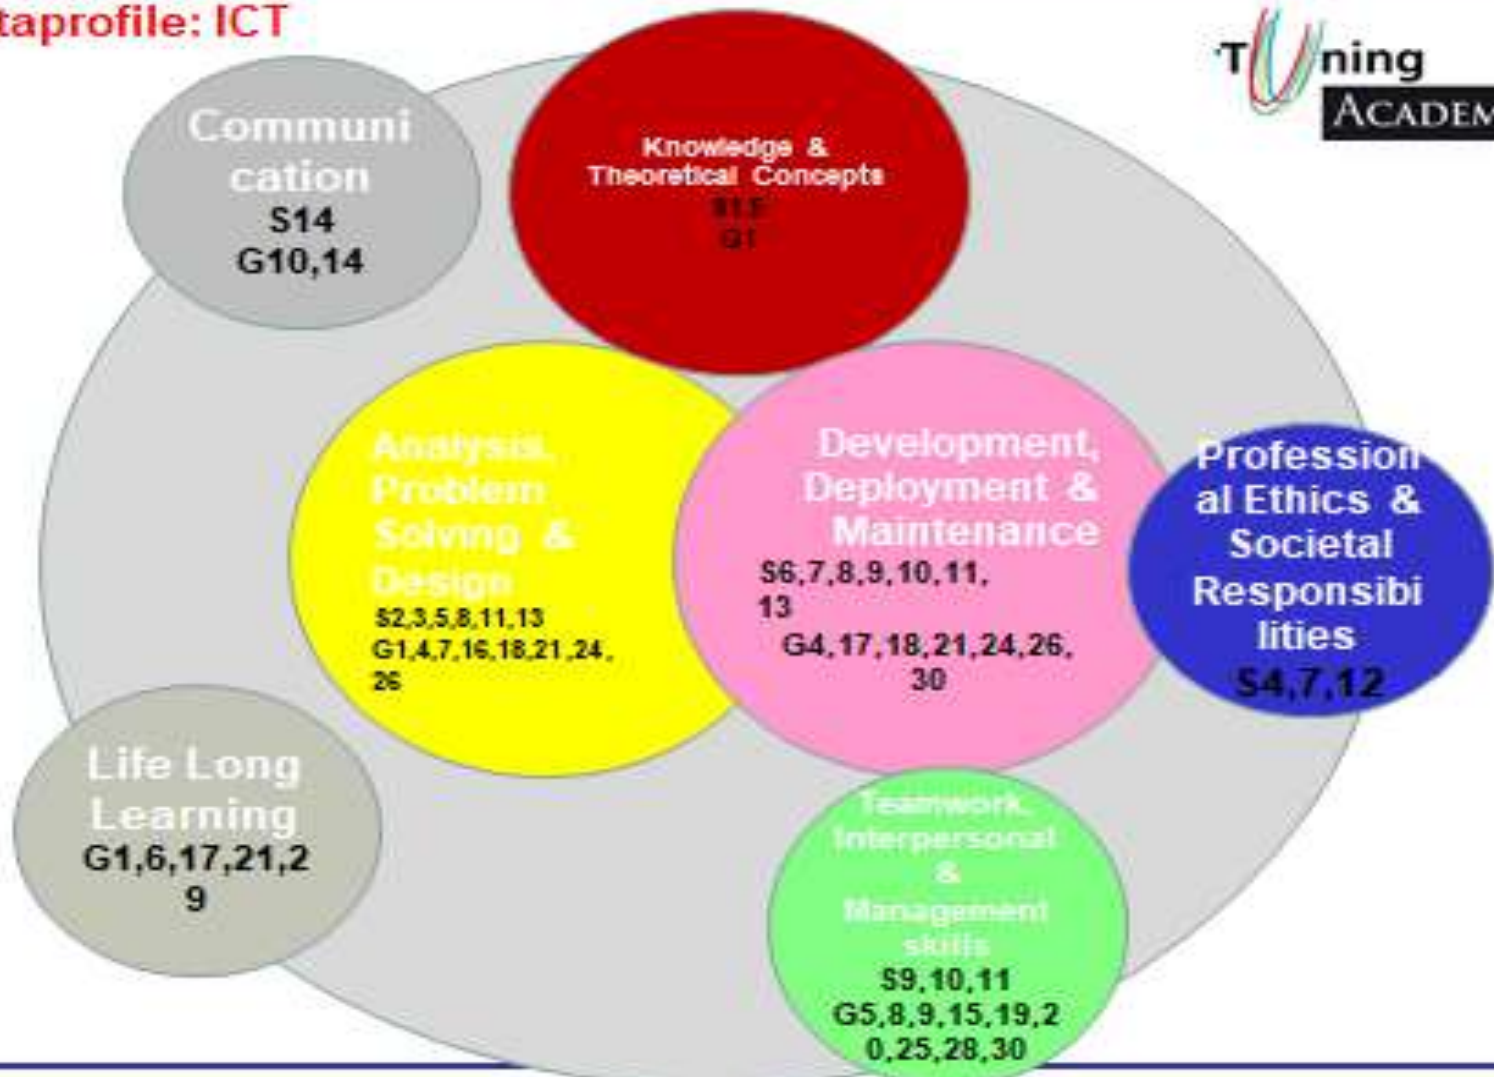 taprofile: ICT
TUning
ACADEM
Communi
cation
S14
G10,14
Knowledge &
Theoretical Concepts
G1
Analysis,
Problem
Solving &
Design
S2,3,5,8,11,13
G1,4,7,16,18,21,24,
26
Development,
Deployment &
Maintenance
S6,7,8,9,10,11,
13
G4,17,18,21,24,26,
30
Profession
al Ethics &
Societal
Responsibi
lities
S4,7,12
Life Long
Learning
G1,6,17,21,2
9
Teamwork,
Interpersonal
&
Management
skills
S9,10,11
G5,8,9,15,19,2
0,25,28,30